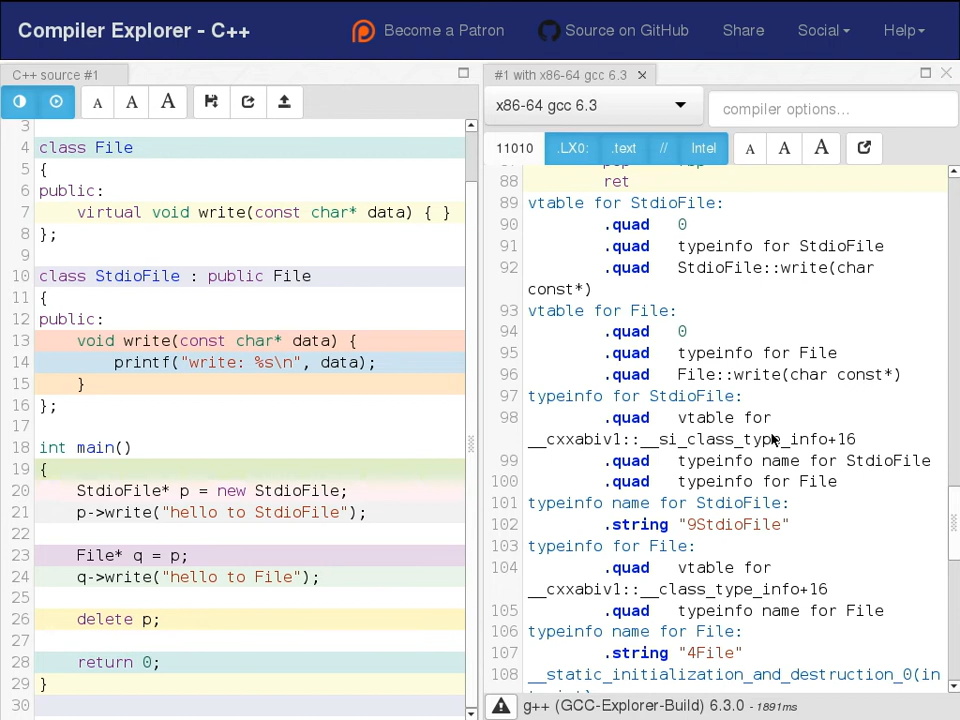 Compiler Explorer - C++
Become a Patron
Source on GitHub
Share
Social
Help
C++ source #1
A A A
3
4 class File
5 {
6 public:
7 virtual void write(const char* data) { }
8 };
9
10 class StdioFile : public File
11 {
12 public:
13 void write(const char* data) {
14 printf("write: %s\n", data);
15 }
16 };
17
18 int main()
19 {
20 StdioFile* p = new StdioFile;
21 p->write("hello to StdioFile");
22
23 File* q = p;
24 q->write("hello to File");
25
26 delete p;
27
28 return 0;
29 }
30
#1 with x86-64 gcc 6.3
x86-64 gcc 6.3
compiler options...
11010 .LX0: .text // Intel A A A
88 ret
89 vtable for StdioFile:
90 .quad 0
91 .quad typeinfo for StdioFile
92 .quad StdioFile::write(char
const*)
93 vtable for File:
94 .quad 0
95 .quad typeinfo for File
96 .quad File::write(char const*)
97 typeinfo for StdioFile:
98 .quad vtable for
__cxxabiv1::__si_class_type_info+16
99 .quad typeinfo name for StdioFile
100 .quad typeinfo for File
101 typeinfo name for StdioFile:
102 .string "9StdioFile"
103 typeinfo for File:
104 .quad vtable for
__cxxabiv1::__class_type_info+16
105 .quad typeinfo name for File
106 typeinfo name for File:
107 .string "4File"
108 __static_initialization_and_destruction_0(in
g++ (GCC-Explorer-Build) 6.3.0 - 1891ms